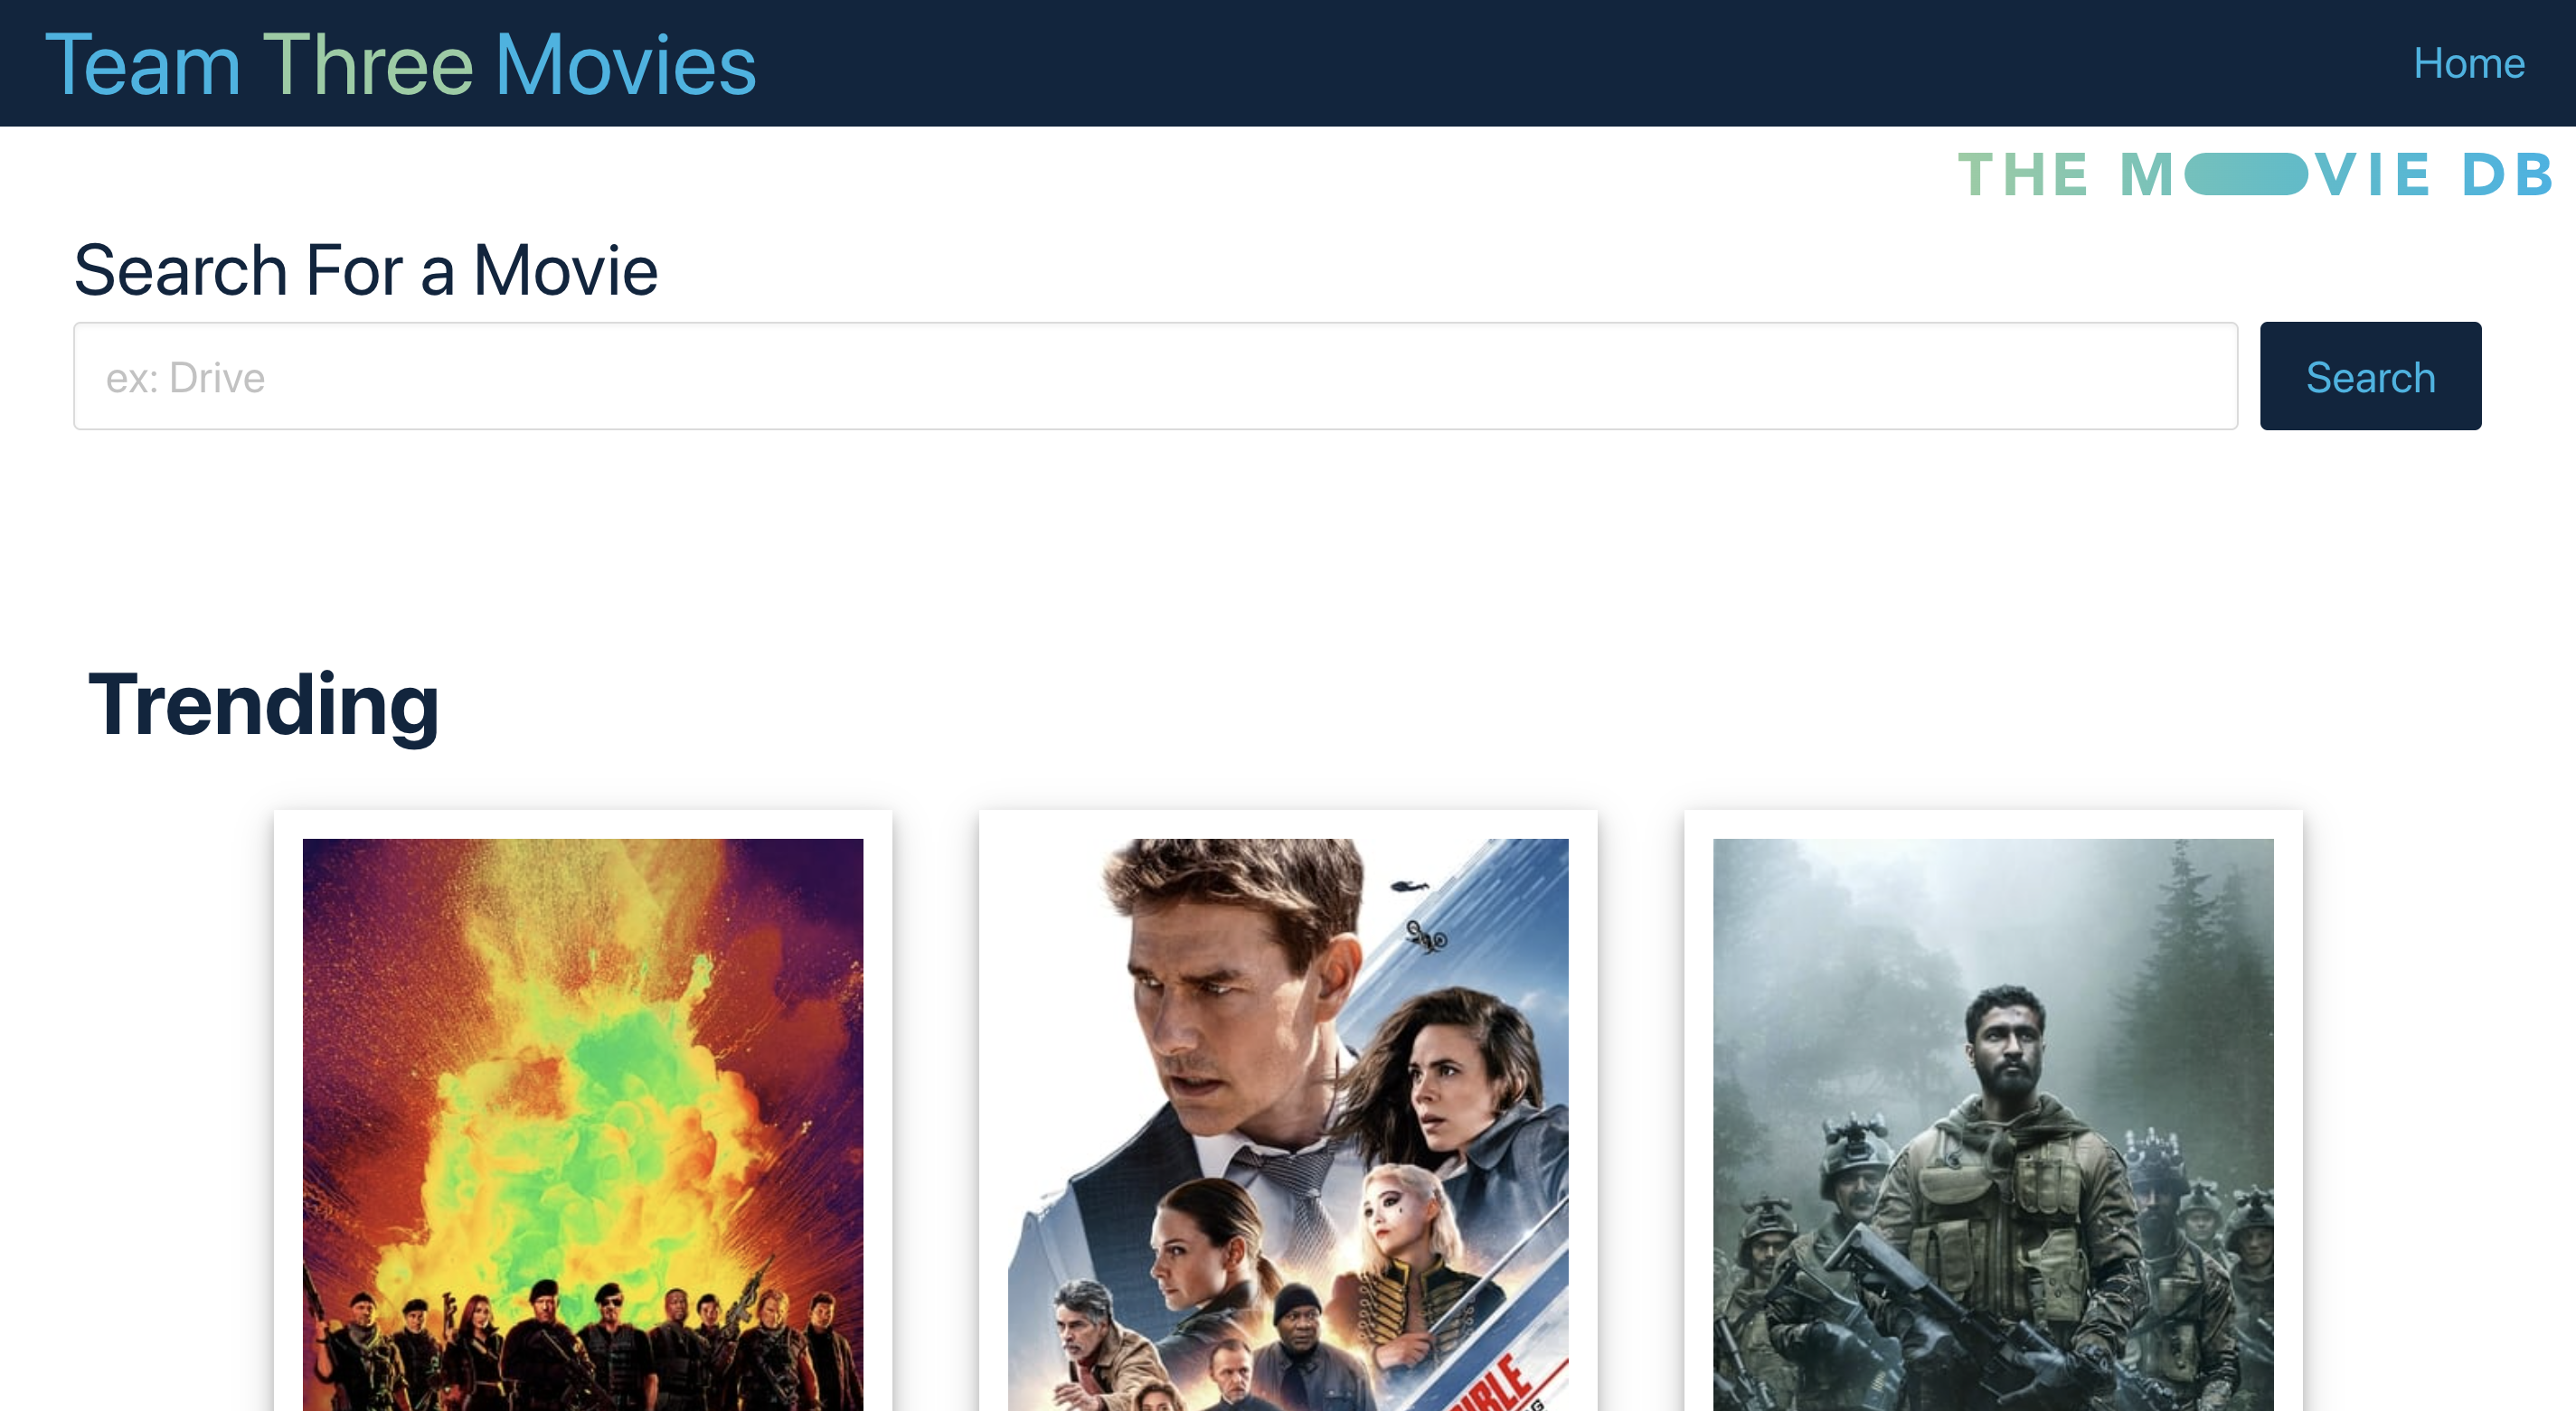 Team Three Movies
Home
THE MOVIE DB
Search For a Movie
ex: Drive
Search
Trending